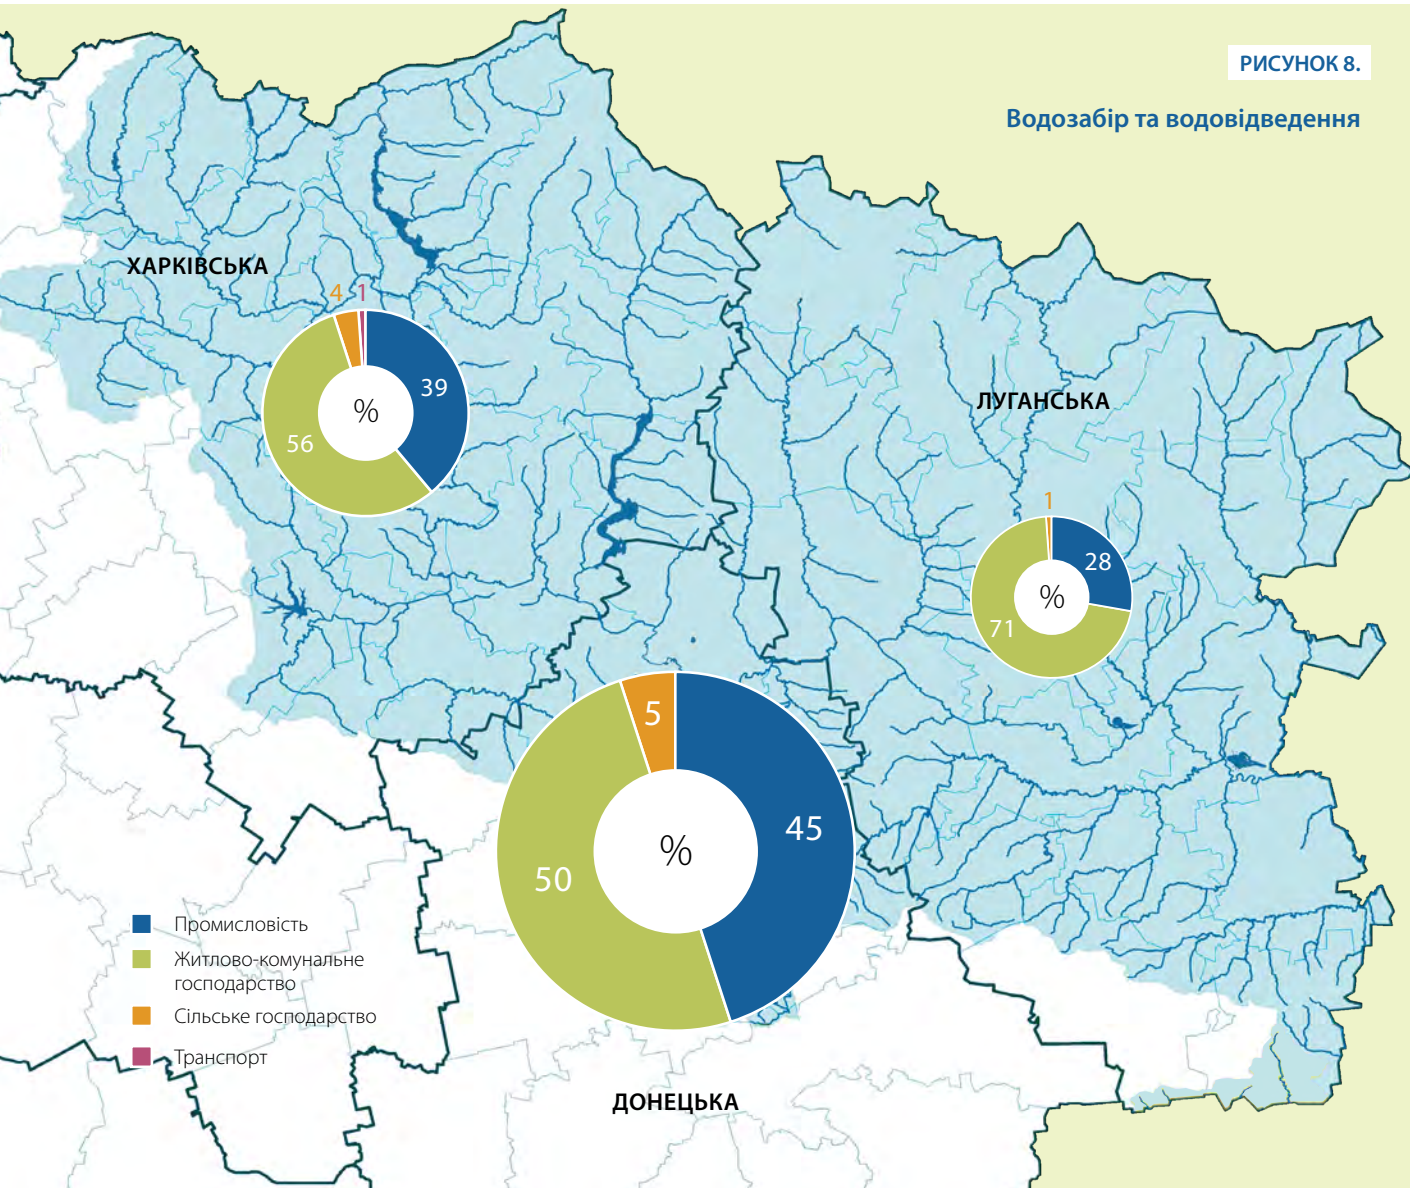 РИСУНОК 8.
Водозабір та водовідведення
ХАРКІВСЬКА
4
1
39
%
56
ЛУГАНСЬКА
1
28
%
71
5
45
%
50
Промисловість
Житлово-комунальне
господарство
Сільське господарство
Транспорт
ДОНЕЦЬКА